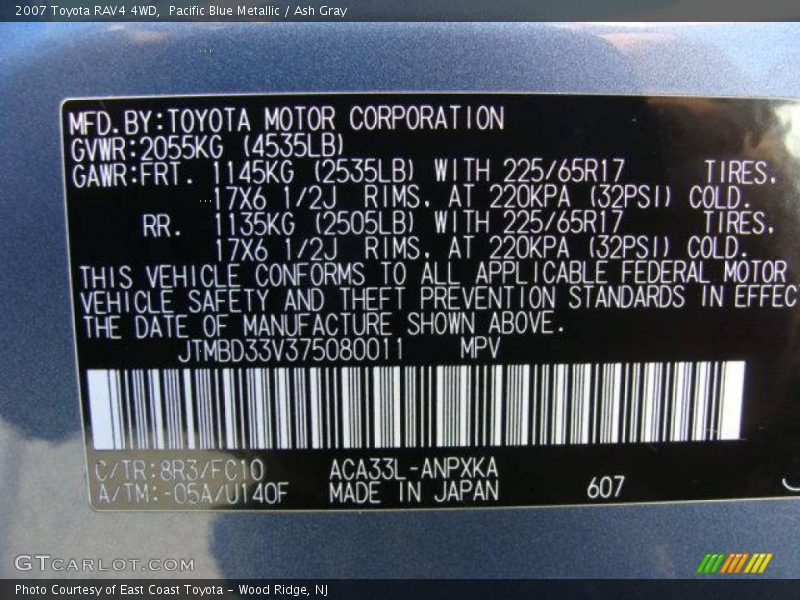 2007 Toyota RAV4 4WD,  Pacific Blue Metallic / Ash Gray
MFD.BY:TOYOTA MOTOR CORPORATION
GVWR:2055KG (4535LB)
GAWR:FRT. 1145KG (2535LB) WITH 225/65R17 TIRES.
17X6 1/2J RIMS. AT 220KPA (32PSI) COLD.
RR. 1135KG (2505LB) WITH 225/65R17 TIRES.
17X6 1/2J RIMS. AT 220KPA (32PSI) COLD.
THIS VEHICLE CONFORMS TO ALL APPLICABLE FEDERAL MOTOR
VEHICLE SAFETY AND THEFT PREVENTION STANDARDS IN EFFEC
THE DATE OF MANUFACTURE SHOWN ABOVE.
JTMBD33V375080011 MPV
C/TR:8R3/FC10 ACA33L-ANPXKA
A/TM:-05A/U140F MADE IN JAPAN 607
GTCARLOT.COM
Photo Courtesy of East Coast Toyota – Wood Ridge, NJ